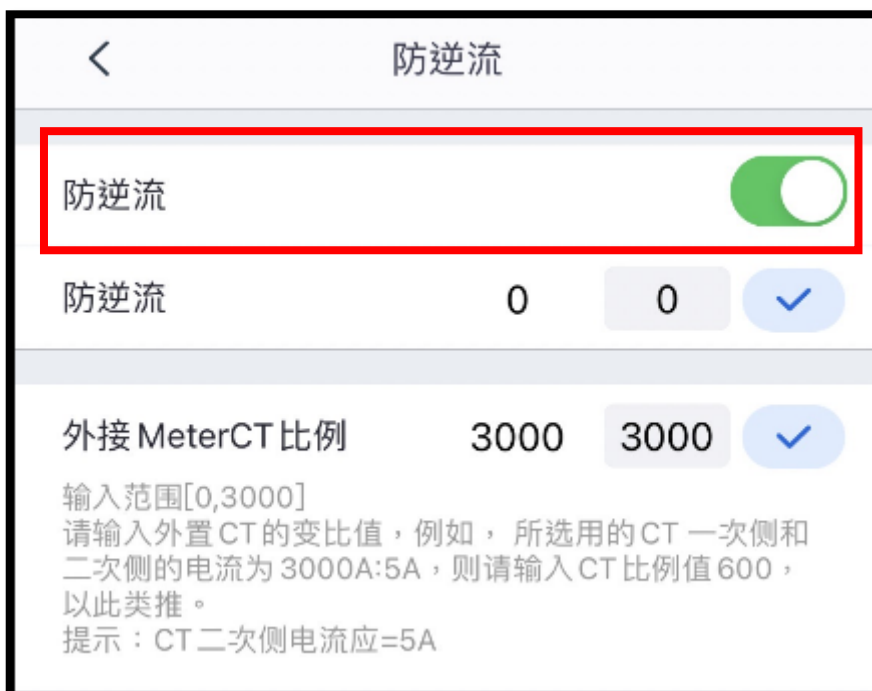 防逆流
防逆流
防逆流 0 0
外接MeterCT比例 3000 3000
输入范围[0,3000]
请输入外置CT的变比值，例如， 所选用的CT 一次侧和
二次侧的电流为3000A:5A，则请输入CT比例值600，
以此类推。
提示：CT二次侧电流应=5A